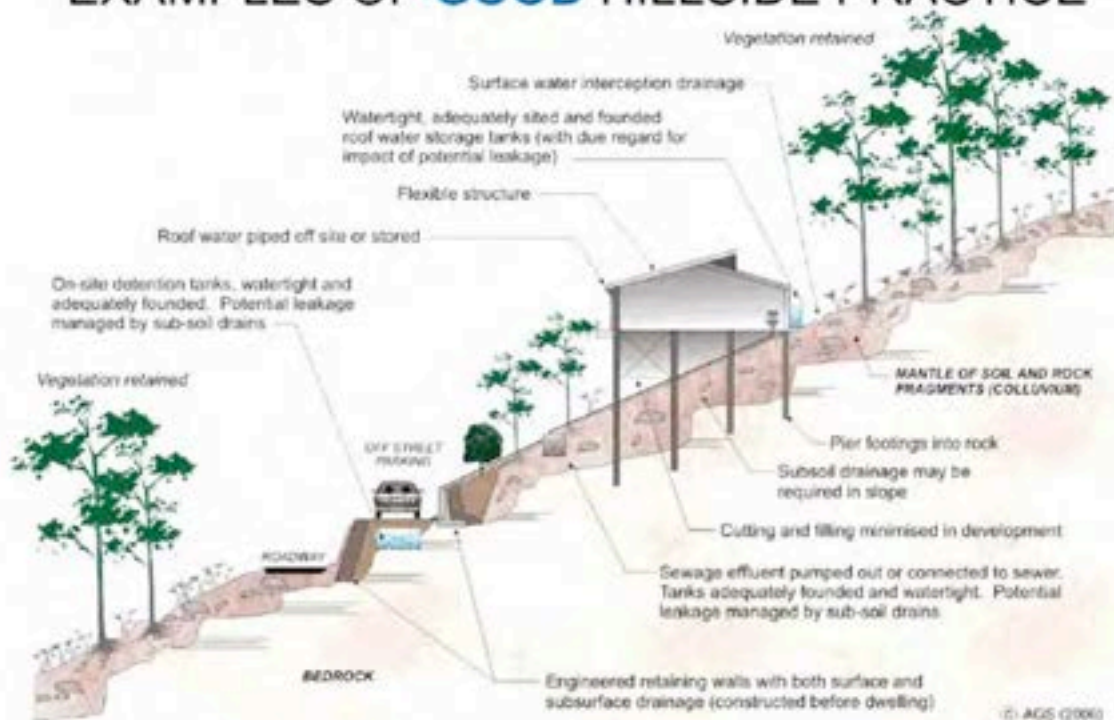 EXAMPLES OF GOOD HILLSIDE PRACTICE
Vegetation retained
Surface water interception drainage
Watertight, adequately sited and founded
roof water storage tanks (with due regard for
impact of potential leakage)
Flexible structure
Roof water piped off site or stored
On-site detention tanks, watertight and
adequately founded. Potential leakage
managed by sub-soil drains
Vegetation retained
MANTLE OF SOIL AND ROCK
FRAGMENTS (COLLUVIUM)
Pier footings into rock
Subsoil drainage may be
required in slope
OFF STREET
PARKING
Cutting and filling minimised in development
ROADWAY
Sewage effluent pumped out or connected to sewer.
Tanks adequately founded and watertight. Potential
leakage managed by sub-soil drains
BEDROCK
Engineered retaining walls with both surface and
subsurface drainage (constructed before dwelling)
© AGS (2006)